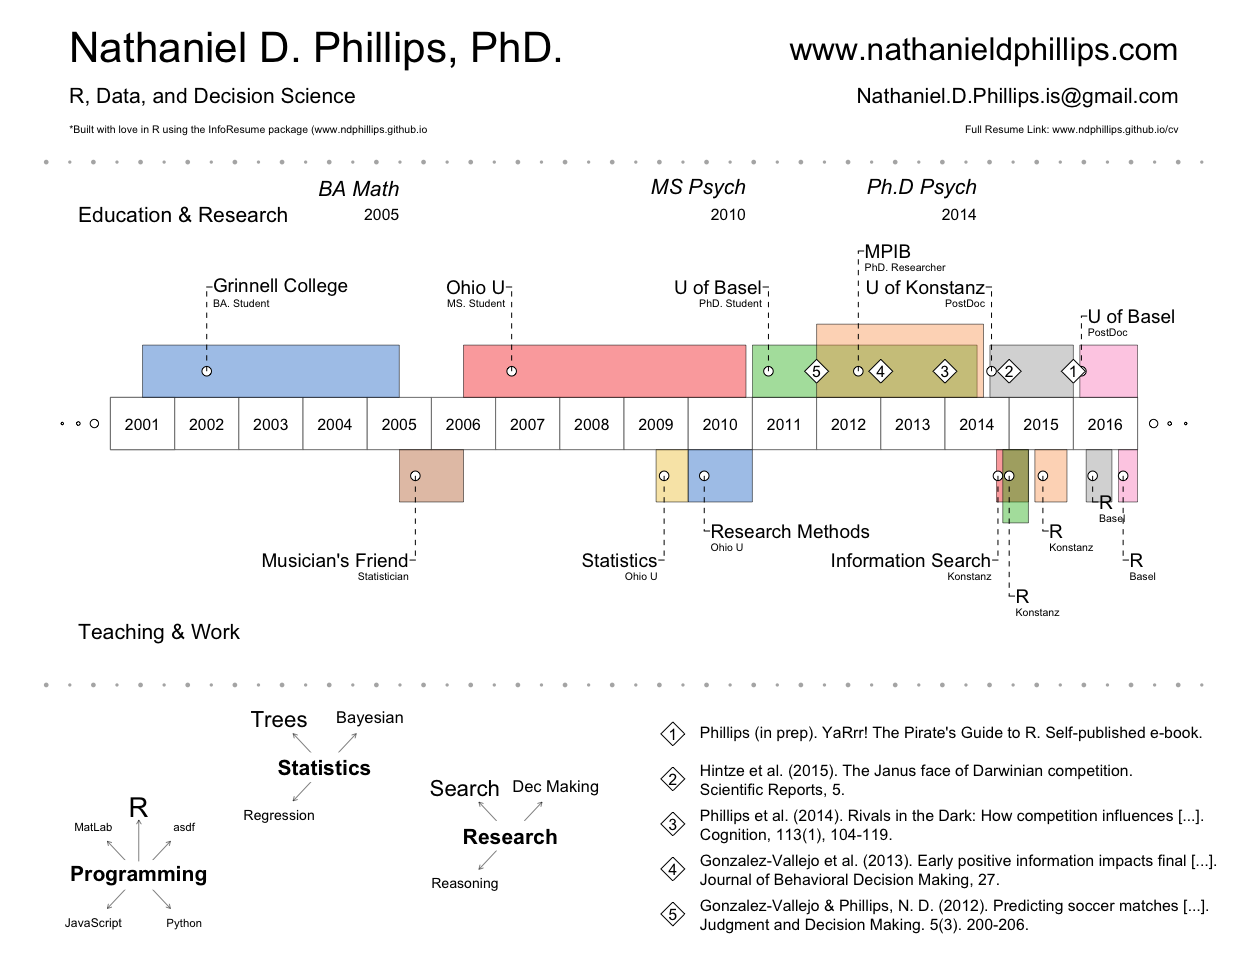 Nathaniel D. Phillips, PhD.
www.nathanieldphillips.com
R, Data, and Decision Science
Nathaniel.D.Phillips.is@gmail.com
*Built with love in R using the InfoResume package (www.ndphillips.github.io
Full Resume Link: www.ndphillips.github.io/cv
BA Math
MS Psych
Ph.D Psych
Education & Research
2005
2010
2014
MPIB
PhD. Researcher
Grinnell College
BA. Student
Ohio U
MS. Student
U of Basel
PhD. Student
U of Konstanz
PostDoc
U of Basel
PostDoc
5
4
3
2
1
2001 2002 2003 2004 2005 2006 2007 2008 2009 2010 2011 2012 2013 2014 2015 2016
R
Basel
Research Methods
Ohio U
R
Konstanz
Musician's Friend
Statistician
Statistics
Ohio U
Information Search
Konstanz
R
Basel
R
Konstanz
Teaching & Work
Trees
Bayesian
Statistics
Regression
Search
Dec Making
Research
Reasoning
R
MatLab
asdf
Programming
JavaScript
Python
1 Phillips (in prep). YaRrr! The Pirate's Guide to R. Self-published e-book.
2 Hintze et al. (2015). The Janus face of Darwinian competition.
Scientific Reports, 5.
3 Phillips et al. (2014). Rivals in the Dark: How competition influences [...].
Cognition, 113(1), 104-119.
4 Gonzalez-Vallejo et al. (2013). Early positive information impacts final [...].
Journal of Behavioral Decision Making, 27.
5 Gonzalez-Vallejo & Phillips, N. D. (2012). Predicting soccer matches [...].
Judgment and Decision Making. 5(3). 200-206.